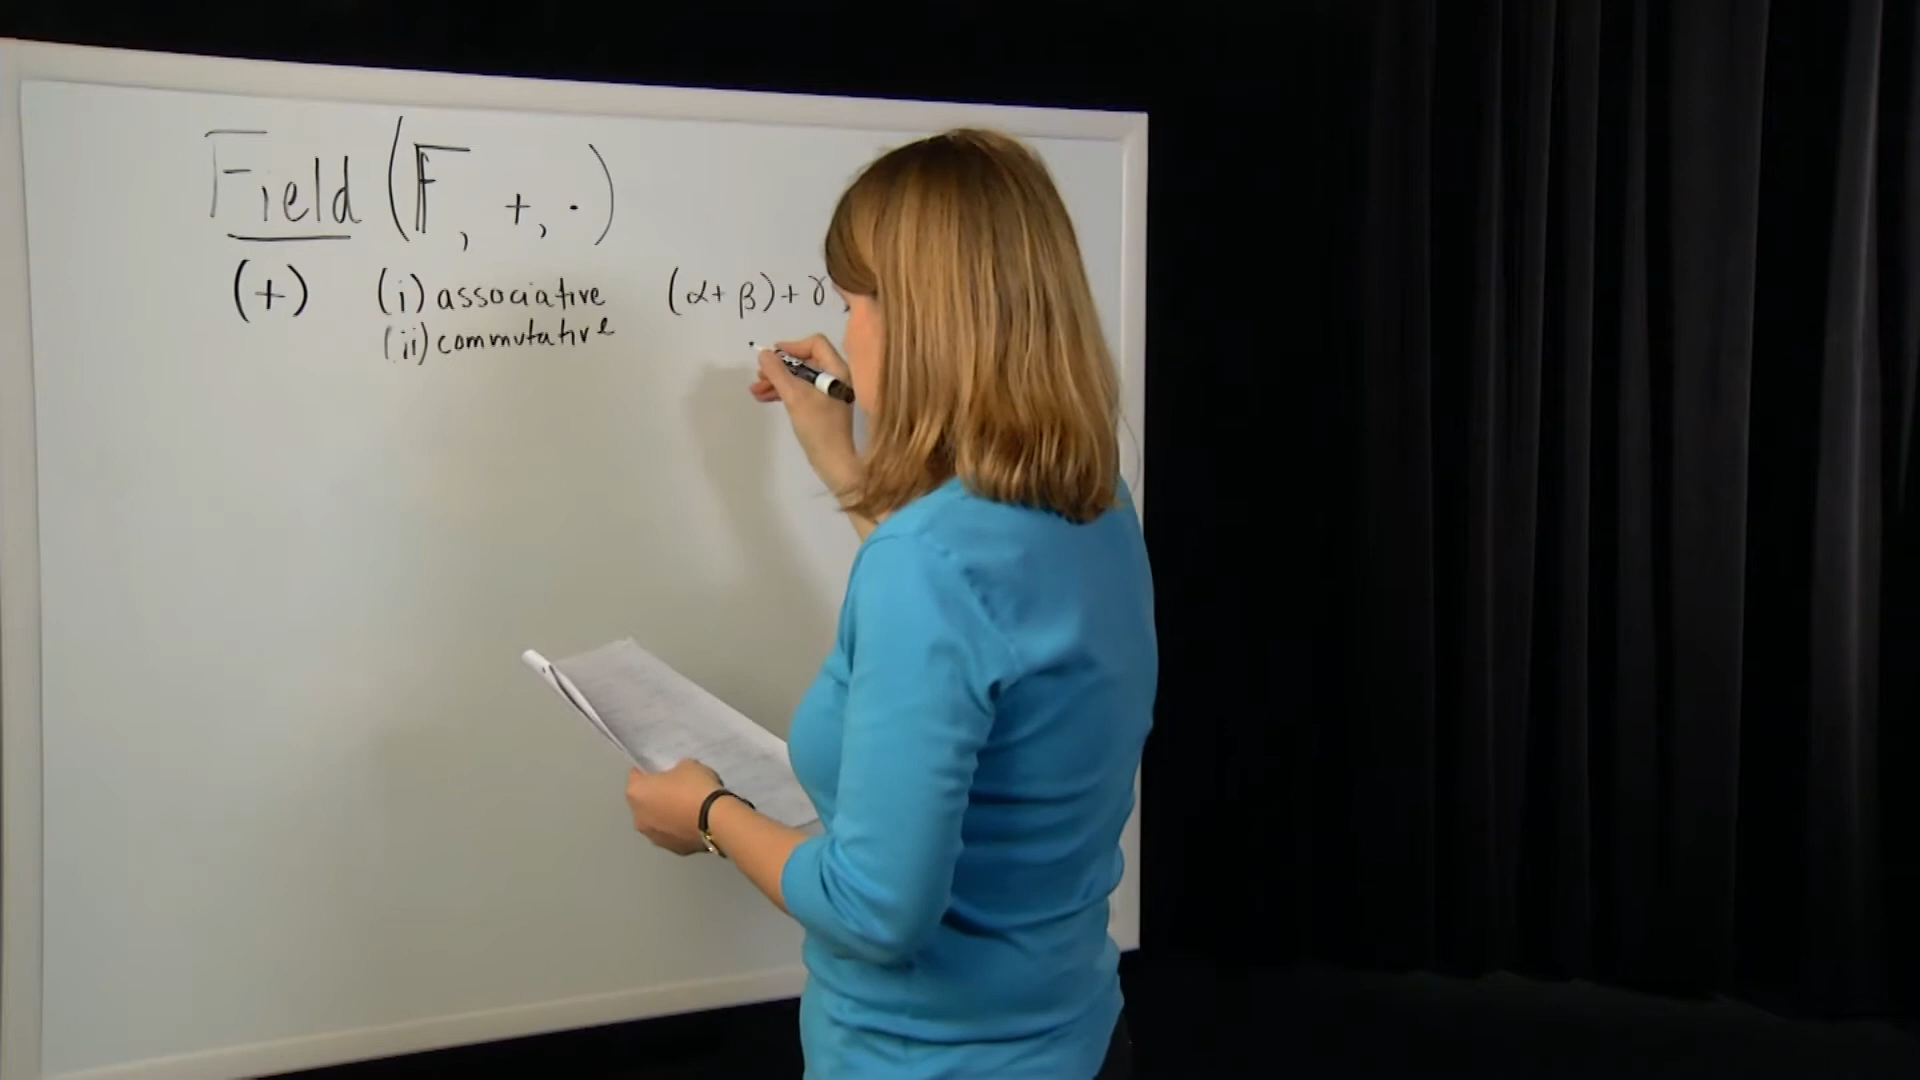 Field (𝔽, +, ·)
(+) (i) associative (α+ β)+ γ
(ii) commutative